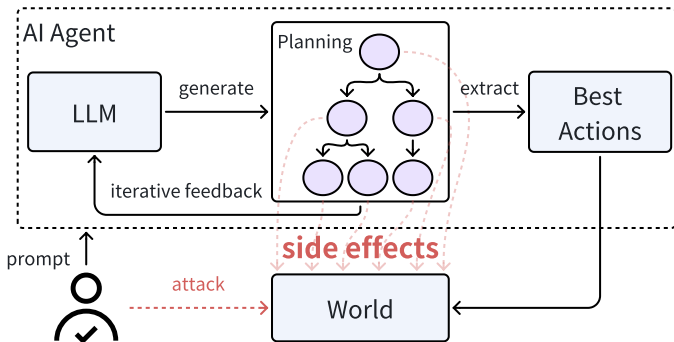 AI Agent
Planning
LLM
generate
extract
Best
Actions
iterative feedback
side effects
prompt
attack
World